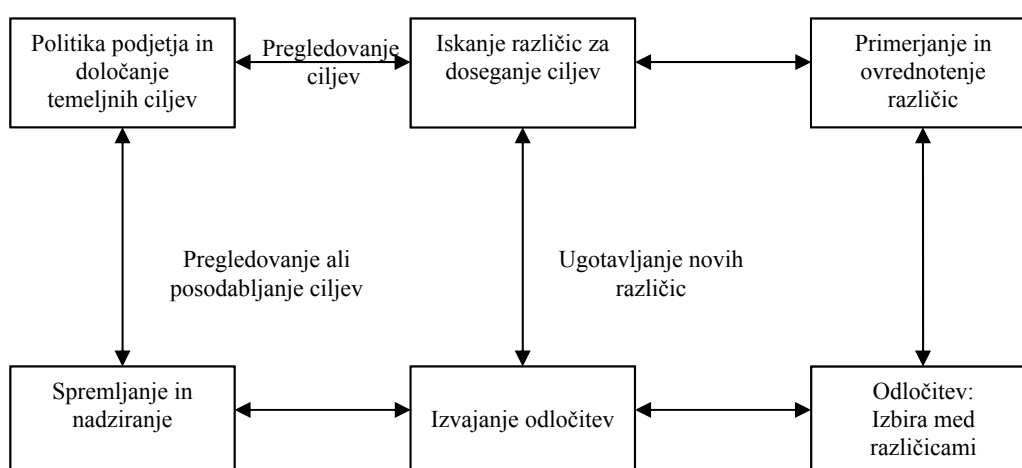 Politika podjetja in
določanje
temeljnih ciljev
Pregledovanje
ciljev
Iskanje različic za
doseganje ciljev
Primerjanje in
ovrednotenje
različic
Pregledovanje ali
posodabljanje ciljev
Ugotavljanje novih
različic
Spremljanje in
nadziranje
Izvajanje odločitev
Odločitev:
Izbira med
različicami